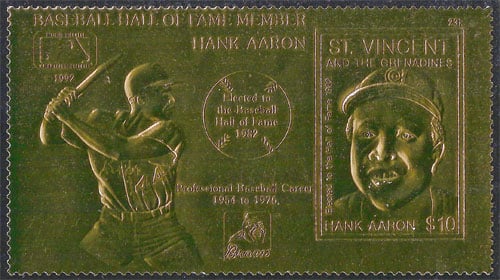 BASEBALL HALL OF FAME MEMBER
HANK AARON
1992
Elected to
the Baseball
Hall of Fame
1982
Professional Baseball Career
1954 to 1976.
Braves
23k
ST. VINCENT
AND THE GRENADINES
Elected to the Hall of Fame 1982
HANK AARON $10